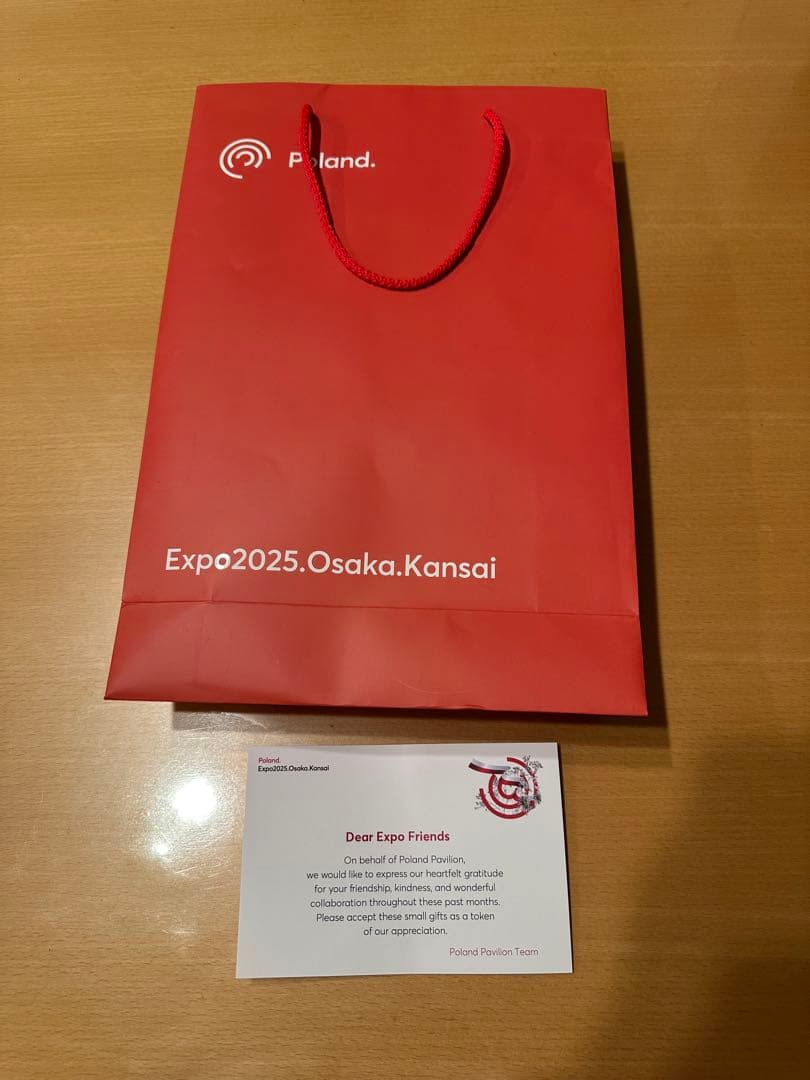 Poland.
Expo2025.Osaka.Kansai
Poland.
Expo2025.Osaka.Kansai
Dear Expo Friends
On behalf of Poland Pavilion,
we would like to express our heartfelt gratitude
for your friendship, kindness, and wonderful
collaboration throughout these past months.
Please accept these small gifts as a token
of our appreciation.
Poland Pavilion Team